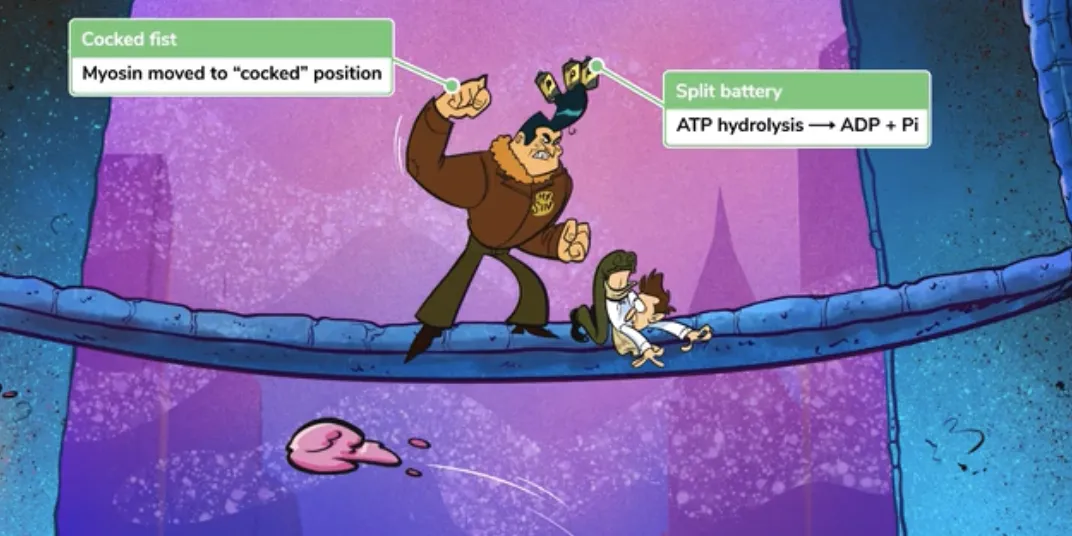 Cocked fist
Myosin moved to “cocked” position
Split battery
ATP hydrolysis ⟶ ADP + Pi